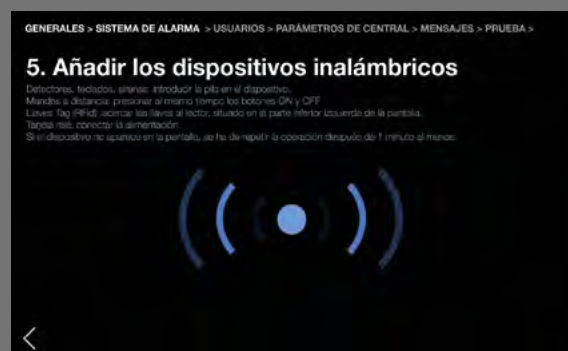 GENERALES > SISTEMA DE ALARMA > USUARIOS > PARÁMETROS DE CENTRAL > MENSAJES > PRUEBA >
5. Añadir los dispositivos inalámbricos
Detectores, teclados, sirenas: introducir la pila en el dispositivo.
Mandos a distancia: presionar al mismo tiempo los botones ON y OFF
Llaves Tag (RFid): acercar las llaves al lector, situado en la parte inferior izquierda de la pantalla.
Tarjeta relé: conectar la alimentación.
Si el dispositivo no aparece en la pantalla, se ha de repetir la operación después de 1 minuto al menos.